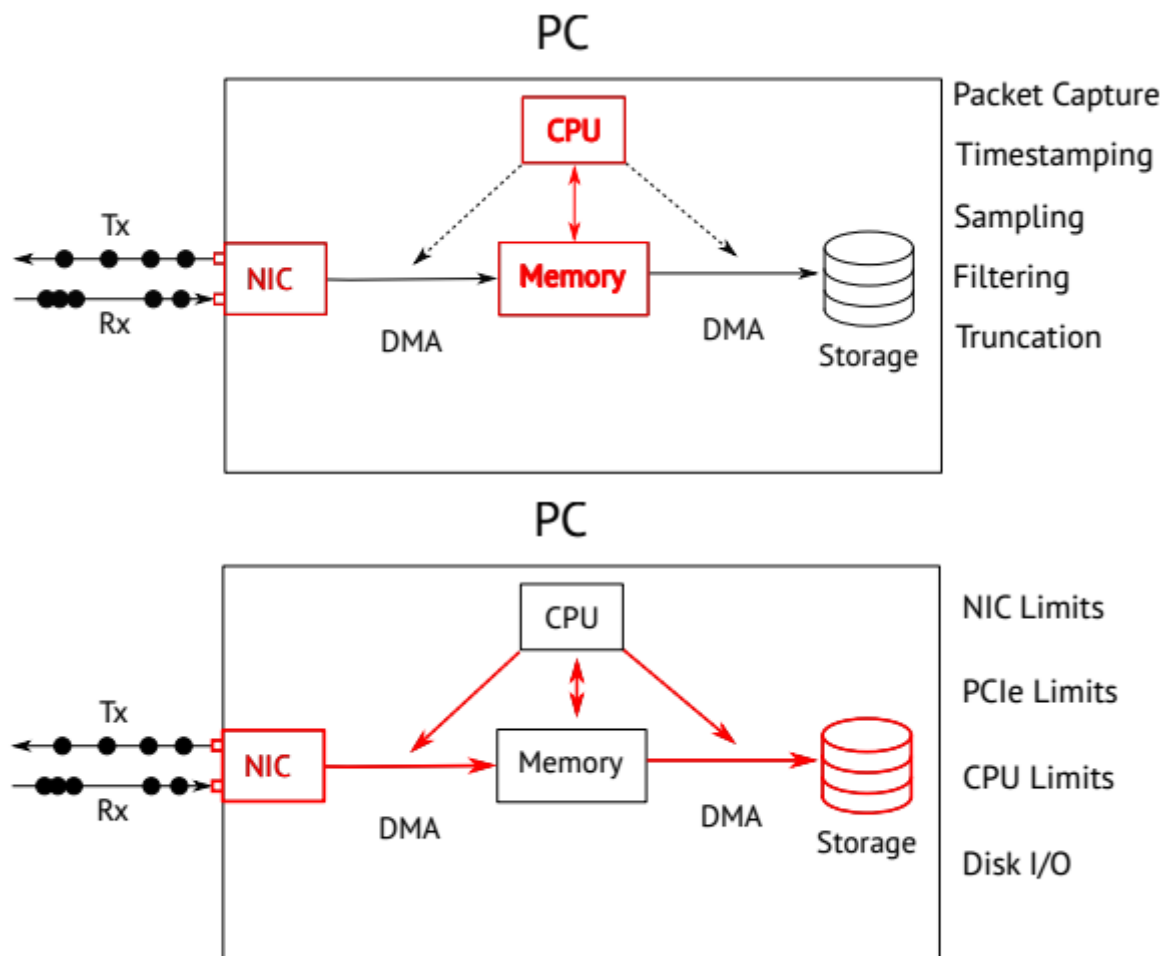 PC
CPU
Packet Capture
Timestamping
Tx
Sampling
NIC
Memory
Filtering
Rx
DMA
DMA
Truncation
Storage
PC
CPU
NIC Limits
Tx
PCIe Limits
NIC
Memory
CPU Limits
Rx
DMA
DMA
Storage
Disk I/O